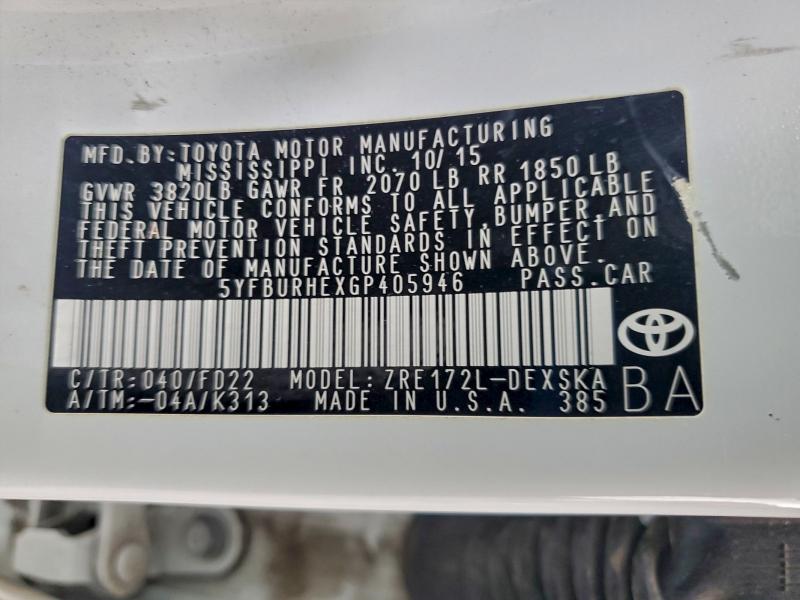 MFD. BY: TOYOTA MOTOR MANUFACTURING
MISSISSIPPI INC. 10/15
GVWR 3820LB GAWR FR 2070 LB RR 1850 LB
THIS VEHICLE CONFORMS TO ALL APPLICABLE
FEDERAL MOTOR VEHICLE SAFETY, BUMPER, AND
THEFT PREVENTION STANDARDS IN EFFECT ON
THE DATE OF MANUFACTURE SHOWN ABOVE.
5YFBURHEXGP405946 PASS. CAR
C/TR: 040/FD22 MODEL: ZRE172L-DEXSKA
A/TM:-04A/K313 MADE IN U.S.A. 385
BA